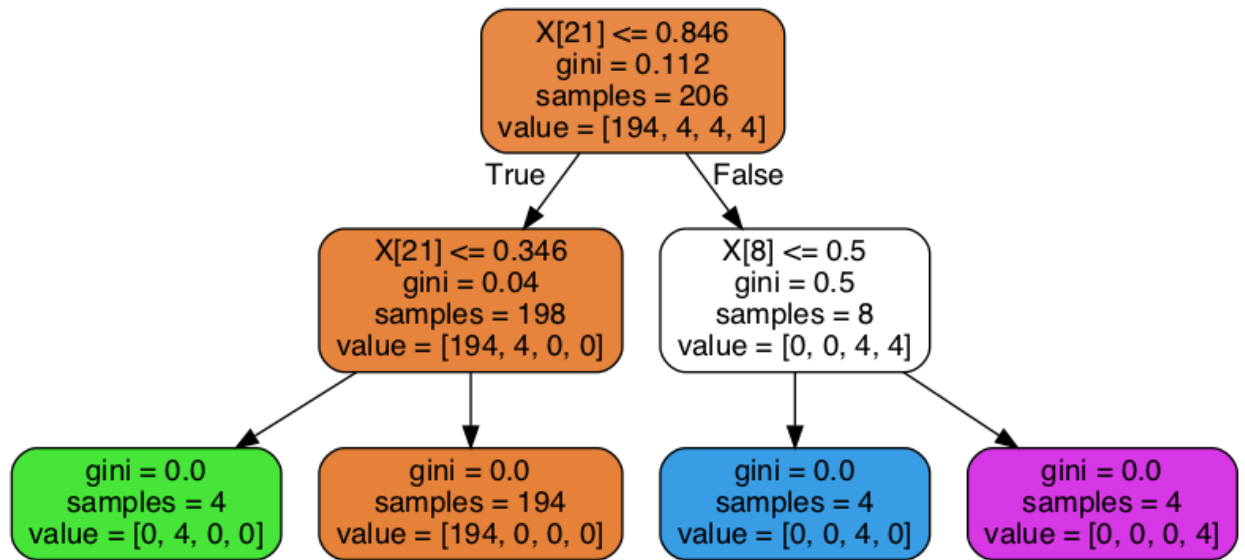 X[21] <= 0.846
gini = 0.112
samples = 206
value = [194, 4, 4, 4]
True
False
X[21] <= 0.346
gini = 0.04
samples = 198
value = [194, 4, 0, 0]
X[8] <= 0.5
gini = 0.5
samples = 8
value = [0, 0, 4, 4]
gini = 0.0
samples = 4
value = [0, 4, 0, 0]
gini = 0.0
samples = 194
value = [194, 0, 0, 0]
gini = 0.0
samples = 4
value = [0, 0, 4, 0]
gini = 0.0
samples = 4
value = [0, 0, 0, 4]